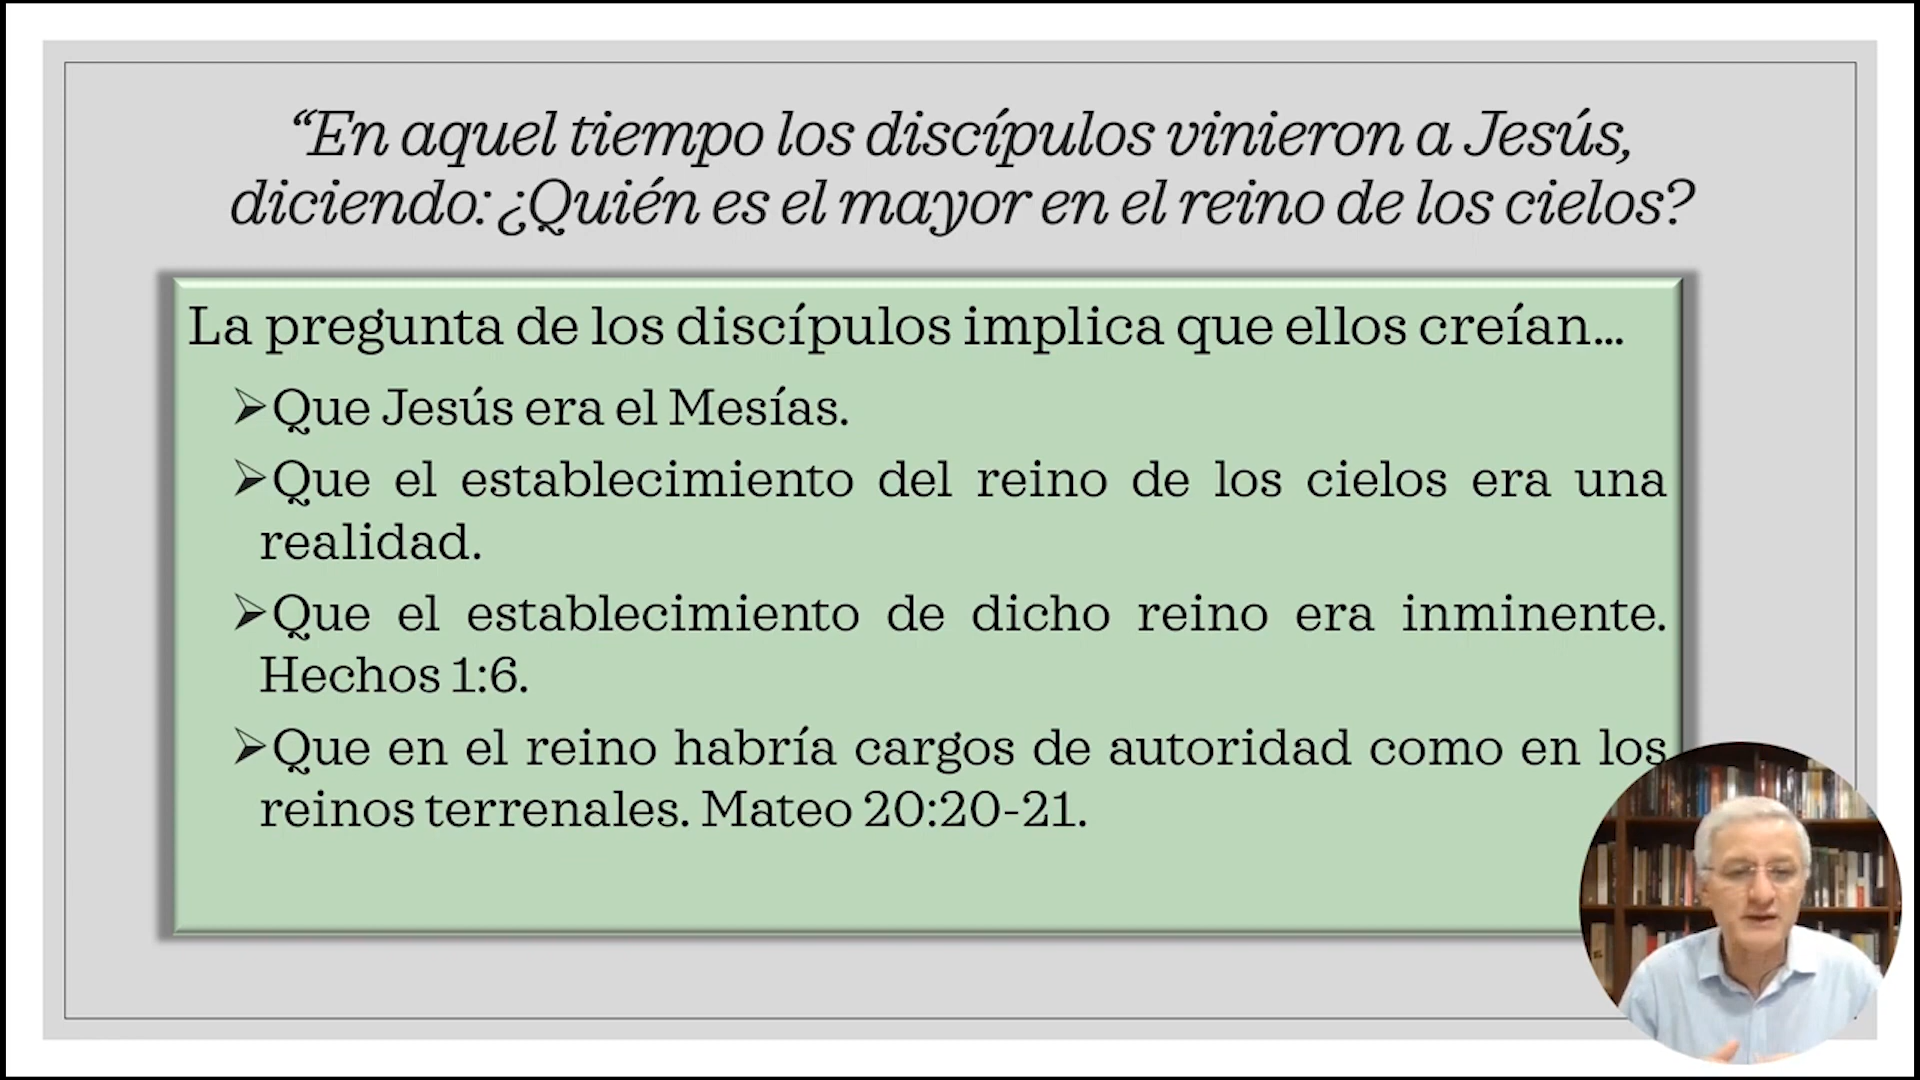 “En aquel tiempo los discípulos vinieron a Jesús,
diciendo: ¿Quién es el mayor en el reino de los cielos?
La pregunta de los discípulos implica que ellos creían...
➢Que Jesús era el Mesías.
➢Que el establecimiento del reino de los cielos era una
realidad.
➢Que el establecimiento de dicho reino era inminente.
Hechos 1:6.
➢Que en el reino habría cargos de autoridad como en los
reinos terrenales. Mateo 20:20-21.